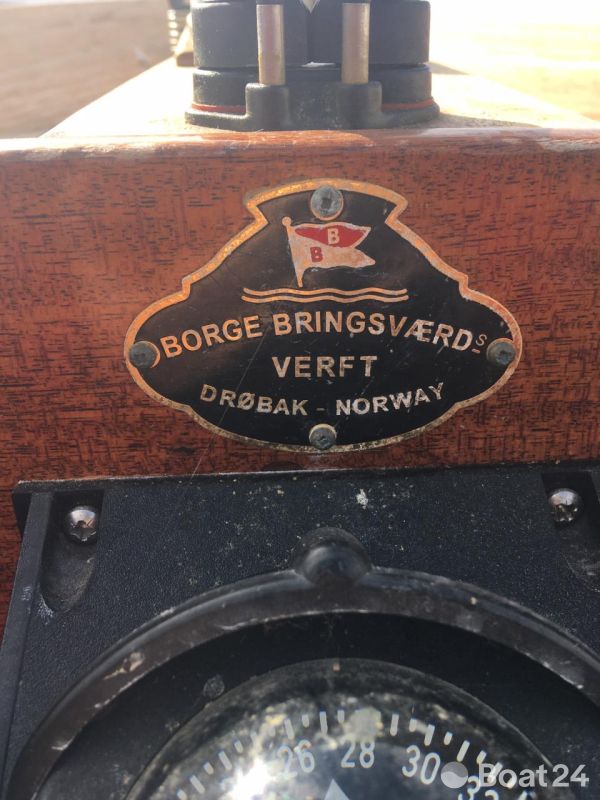 B
B
BORGE BRINGSVÆRDS
VERFT
DRØBAK - NORWAY
26 28 30
Boat24